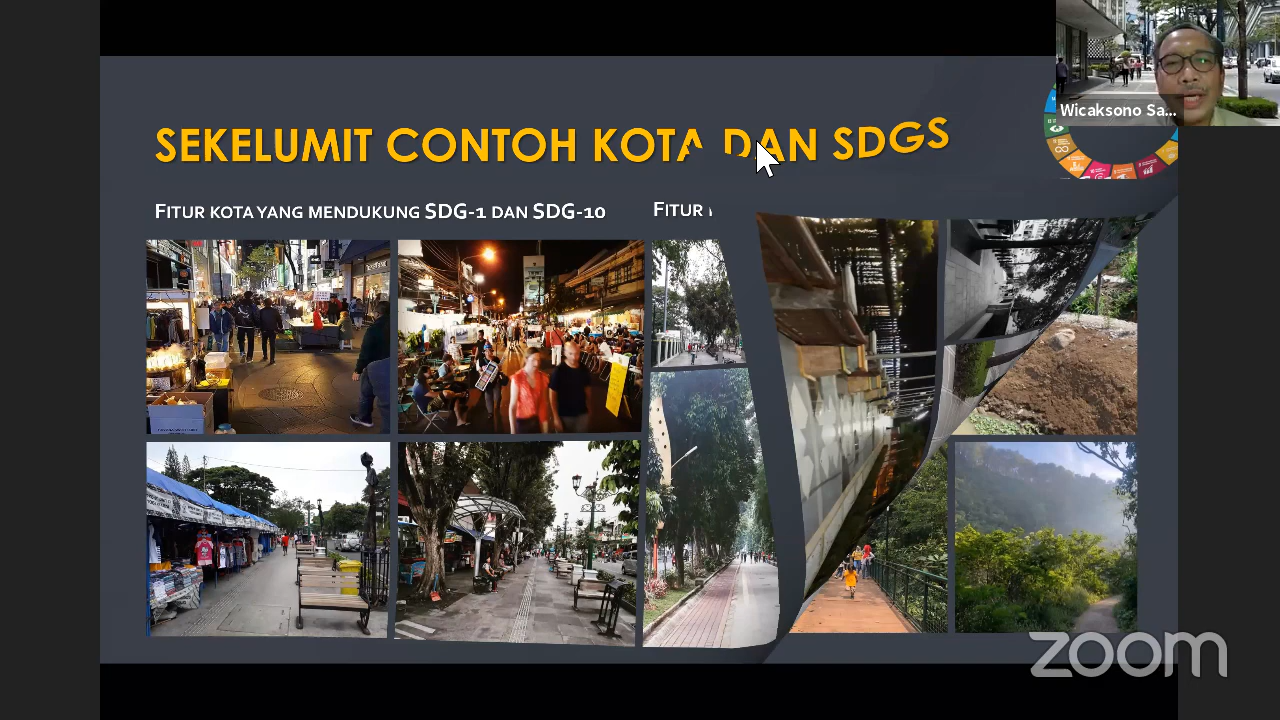 Wicaksono Sa...
SEKELUMIT CONTOH KOTA DAN SDGS
FITUR KOTA YANG MENDUKUNG SDG-1 DAN SDG-10
FITUR
zoom